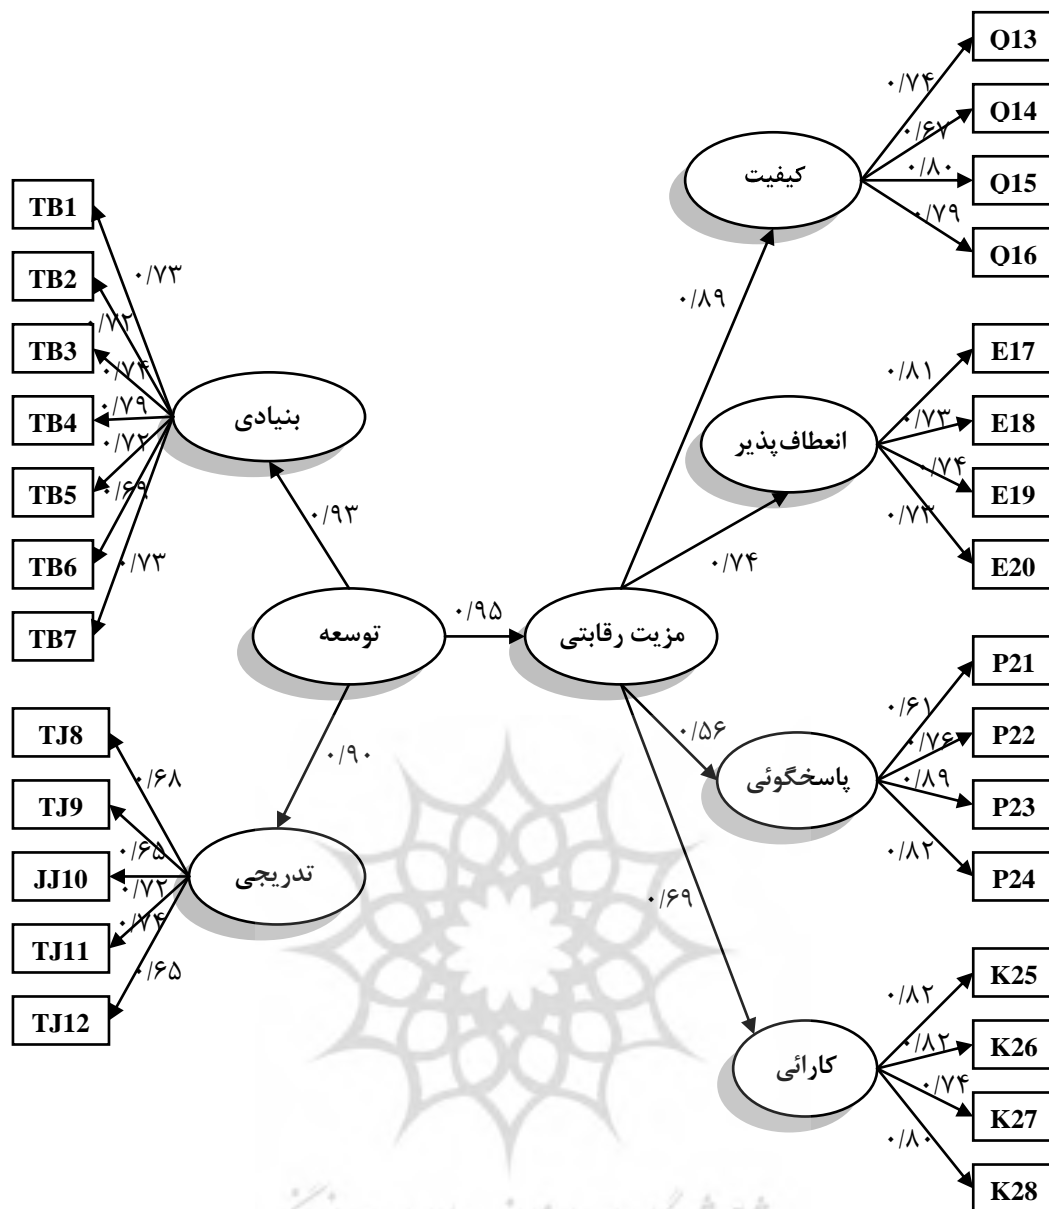 Q13
۰/۷۴
Q14
۰/۶۷
کیفیت
۰/۸۰
Q15
۰/۷۹
Q16
TB1
۰/۷۳
TB2
۰/۷۲
TB3
۰/۷۴
TB4
۰/۷۹
بنیادی
TB5
۰/۷۲
TB6
۰/۶۹
TB7
۰/۷۳
۰/۸۹
E17
۰/۸۱
E18
۰/۷۳
انعطاف‌پذیر
E19
۰/۷۴
E20
۰/۷۳
۰/۹۳
۰/۷۴
توسعه
۰/۹۵
مزیت رقابتی
P21
۰/۶۱
P22
۰/۷۶
۰/۵۶
پاسخگوئی
P23
۰/۸۹
P24
۰/۸۲
۰/۹۰
TJ8
۰/۶۸
TJ9
۰/۶۵
JJ10
۰/۷۲
تدریجی
TJ11
۰/۷۴
TJ12
۰/۶۵
۰/۶۹
K25
۰/۸۲
K26
۰/۸۲
کارائی
K27
۰/۷۴
K28
۰/۸۰